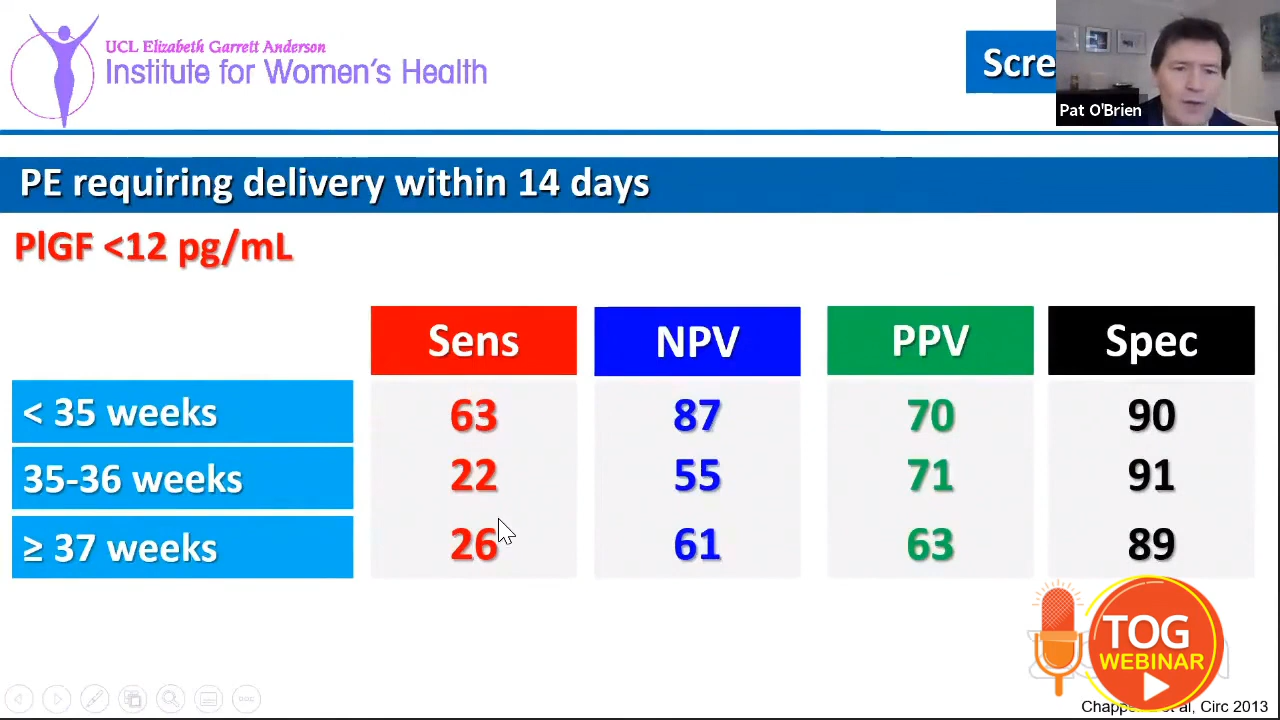 UCL Elizabeth Garrett Anderson
Institute for Women's Health
Scre
Pat O'Brien
PE requiring delivery within 14 days
PlGF <12 pg/mL
Sens NPV PPV Spec
< 35 weeks 63 87 70 90
35-36 weeks 22 55 71 91
≥ 37 weeks 26 61 63 89
TOG
WEBINAR
et al, Circ 2013